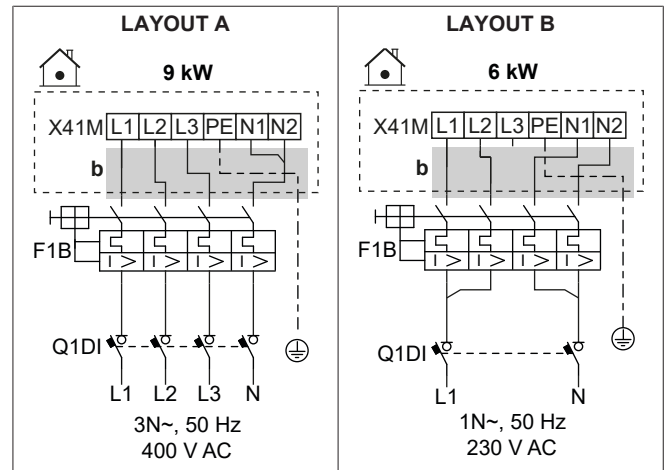 LAYOUT A
9 kW
X41M L1 L2 L3 PE N1 N2
b
F1B
I > I > I > I >
Q1DI
L1 L2 L3 N
3N~, 50 Hz
400 V AC
LAYOUT B
6 kW
X41M L1 L2 L3 PE N1 N2
b
F1B
I > I > I > I >
Q1DI
L1 N
1N~, 50 Hz
230 V AC